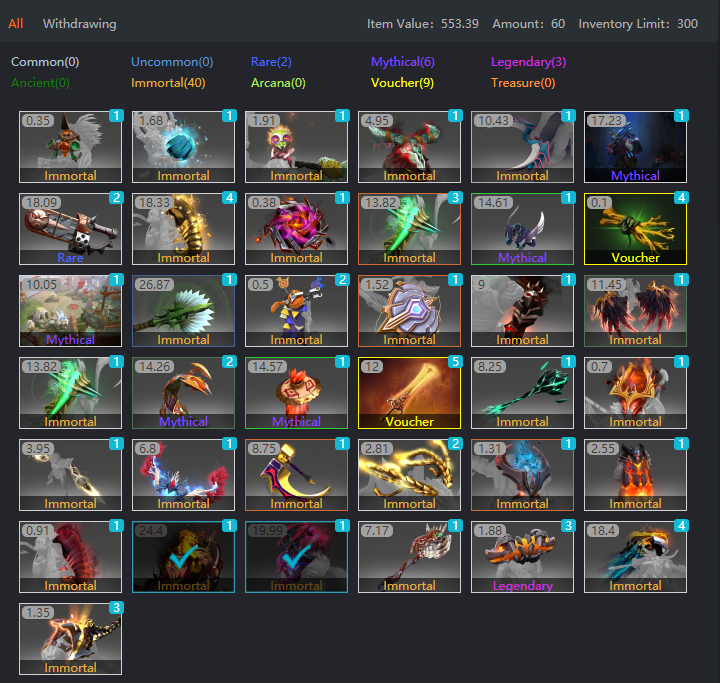 All Withdrawing Item Value: 553.39 Amount: 60 Inventory Limit: 300
Common(0) Uncommon(0) Rare(2) Mythical(6) Legendary(3)
Ancient(0) Immortal(40) Arcana(0) Voucher(9) Treasure(0)
0.35 1 1.68 1 1.91 1 4.95 1 10.43 1 17.23 1
Immortal Immortal Immortal Immortal Immortal Mythical
18.09 2 18.33 4 0.38 1 13.82 3 14.61 1 0.1 4
Rare Immortal Immortal Immortal Mythical Voucher
10.05 1 26.87 1 0.5 2 1.52 1 9 1 11.45 1
Mythical Immortal Immortal Immortal Immortal Immortal
13.82 1 14.26 2 14.57 1 12 5 8.25 1 0.7 1
Immortal Mythical Mythical Voucher Immortal Immortal
3.95 1 6.8 1 8.75 1 2.81 2 1.31 1 2.55 1
Immortal Immortal Immortal Immortal Immortal Immortal
0.91 1 24.4 1 19.99 1 7.17 1 1.88 3 18.4 4
Immortal Immortal Immortal Immortal Legendary Immortal
1.35 3
Immortal